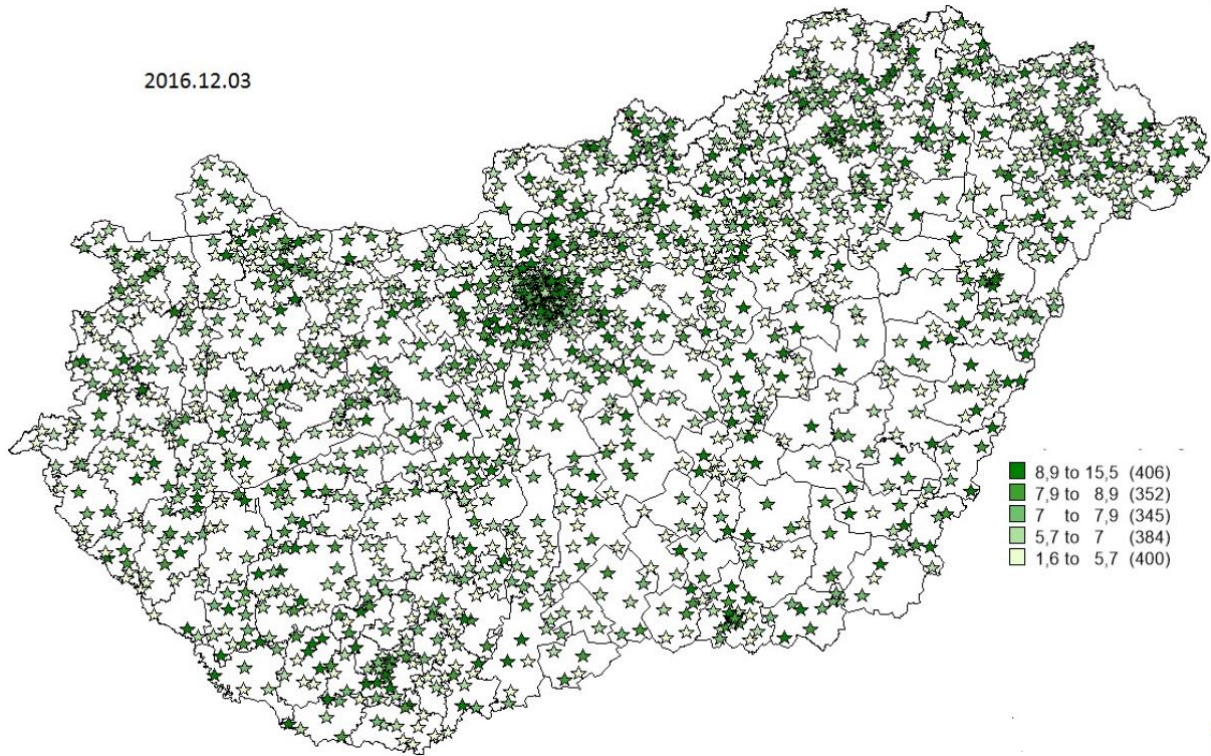 2016.12.03
8,9 to 15,5 (406)
7,9 to 8,9 (352)
7 to 7,9 (345)
5,7 to 7 (384)
1,6 to 5,7 (400)